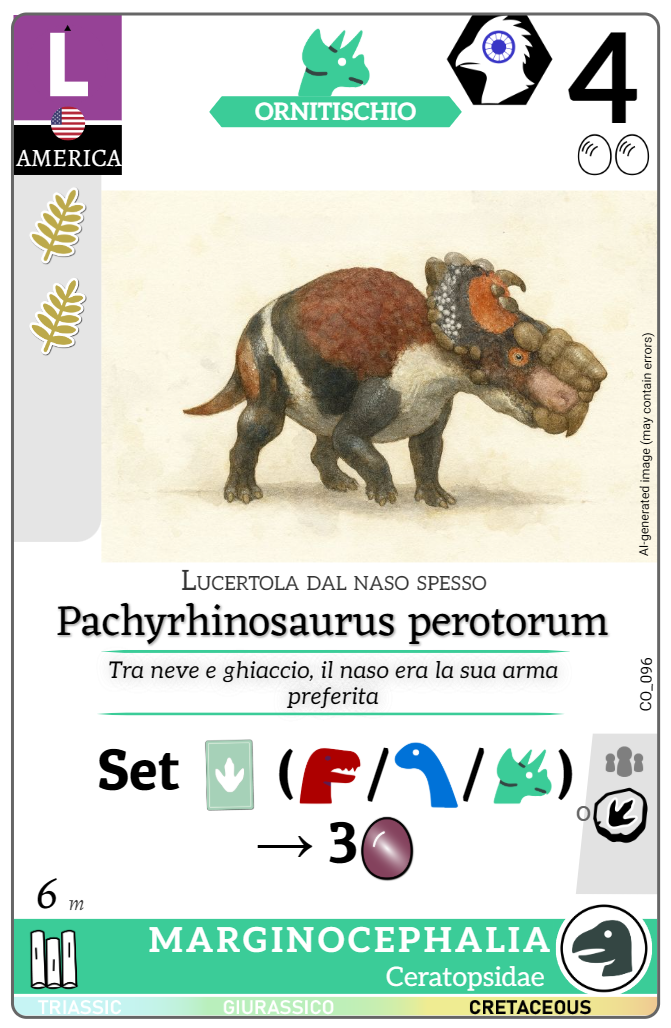 L
AMERICA
ORNITISCHIO
4
AI-generated image (may contain errors)
Lucertola dal naso spesso
Pachyrhinosaurus perotorum
Tra neve e ghiaccio, il naso era la sua arma
preferita
CO_096
Set ( / / )
→ 3
O
6 m
MARGINOCEPHALIA
Ceratopsidae
TRIASSIC GIURASSICO CRETACEOUS